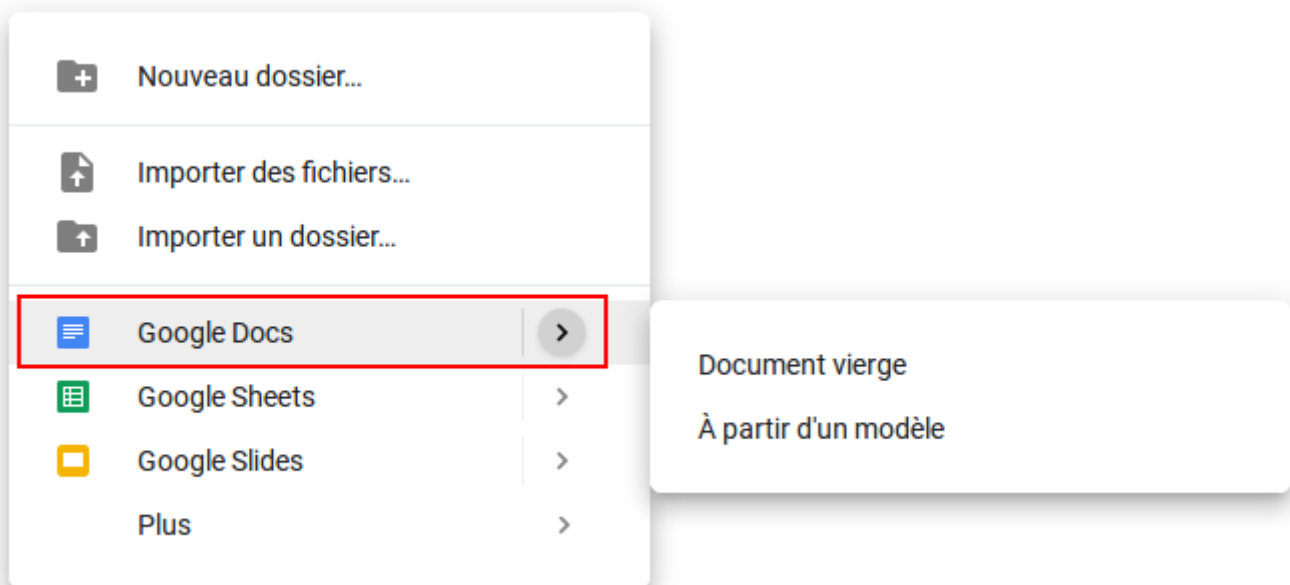 Nouveau dossier...
Importer des fichiers...
Importer un dossier...
Google Docs
Google Sheets
Google Slides
Plus
Document vierge
À partir d'un modèle